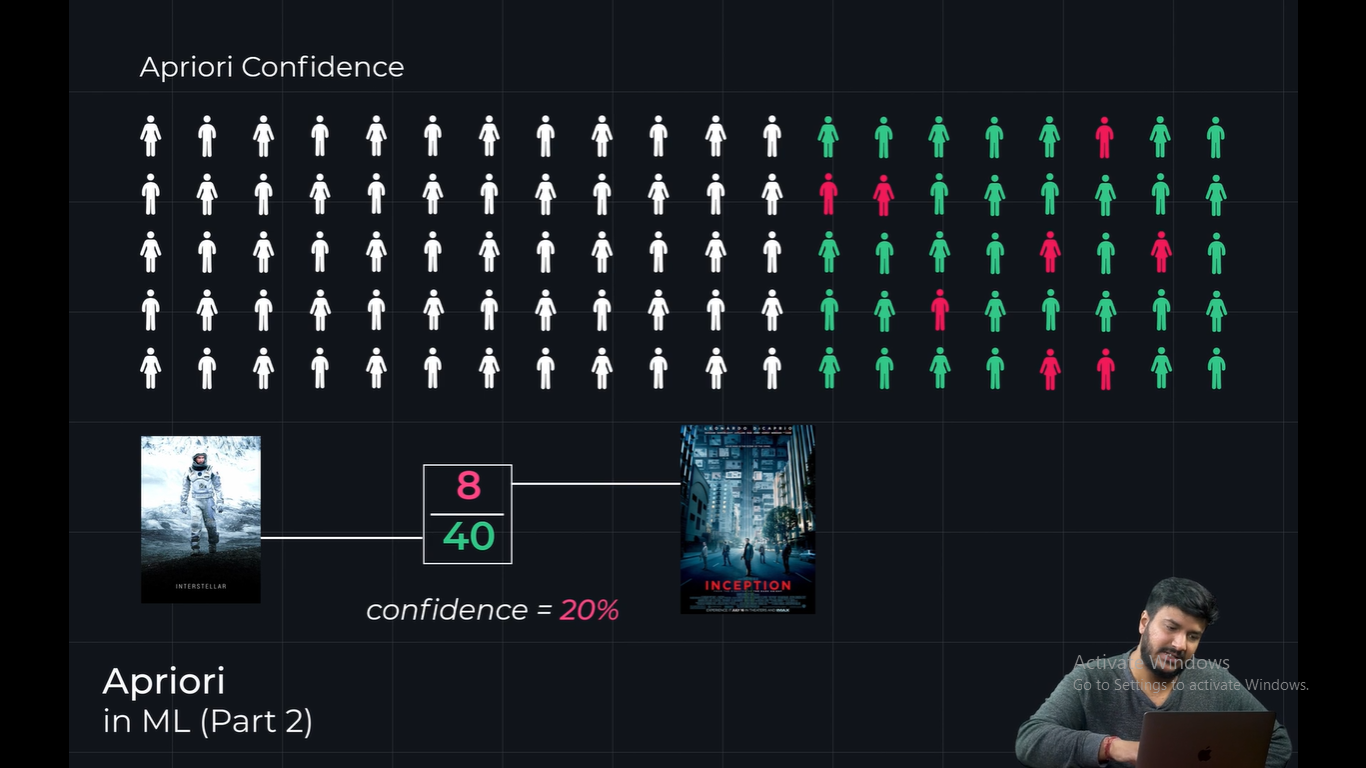 Apriori Confidence
8
40
INTERSTELLAR
LEONARDO DiCAPRIO
INCEPTION
confidence = 20%
Apriori
in ML (Part 2)
Activate Windows
Go to Settings to activate Windows.